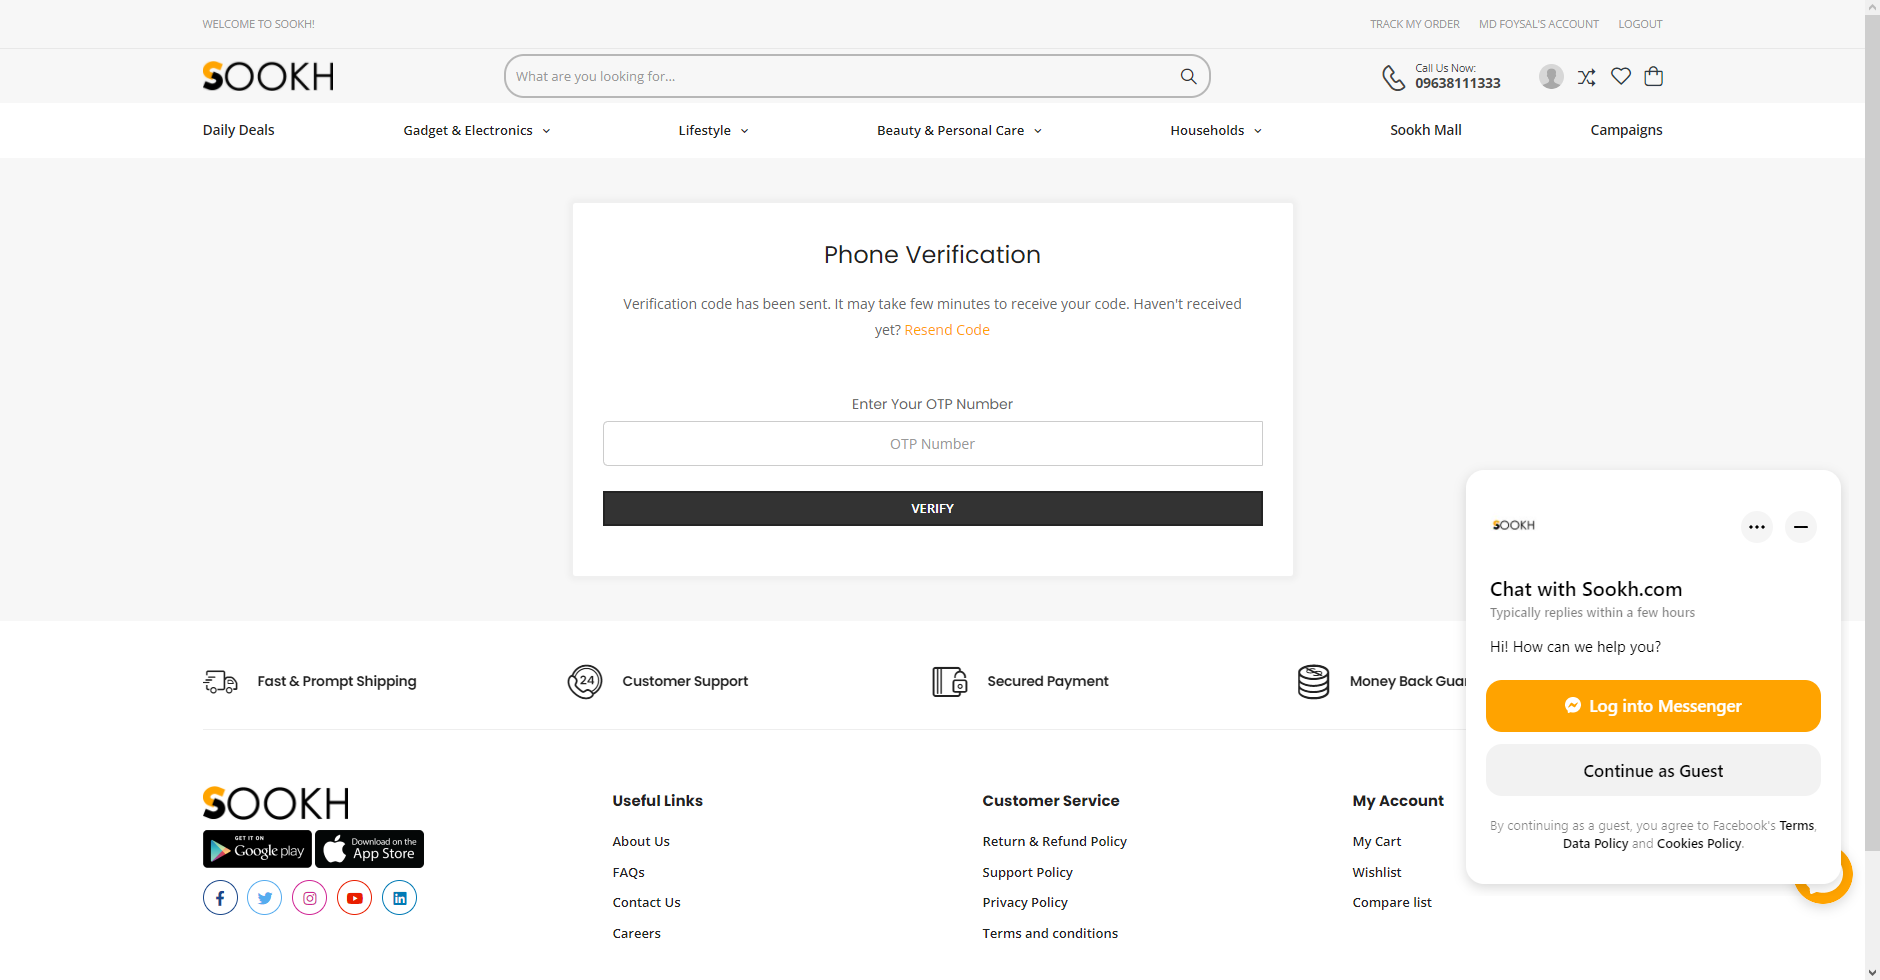 WELCOME TO SOOKH!
TRACK MY ORDER MD FOYSAL'S ACCOUNT LOGOUT
SOOKH
What are you looking for...
Call Us Now:
09638111333
Daily Deals Gadget & Electronics Lifestyle Beauty & Personal Care Households Sookh Mall Campaigns
Phone Verification
Verification code has been sent. It may take few minutes to receive your code. Haven't received
yet? Resend Code
Enter Your OTP Number
OTP Number
VERIFY
SOOKH
Chat with Sookh.com
Typically replies within a few hours
Hi! How can we help you?
Log into Messenger
Continue as Guest
By continuing as a guest, you agree to Facebook's Terms,
Data Policy and Cookies Policy.
Fast & Prompt Shipping
24
Customer Support
Secured Payment
Money Back Guar
SOOKH
GET IT ON
Google play
Download on the
App Store
Useful Links
About Us
FAQs
Contact Us
Careers
Customer Service
Return & Refund Policy
Support Policy
Privacy Policy
Terms and conditions
My Account
My Cart
Wishlist
Compare list